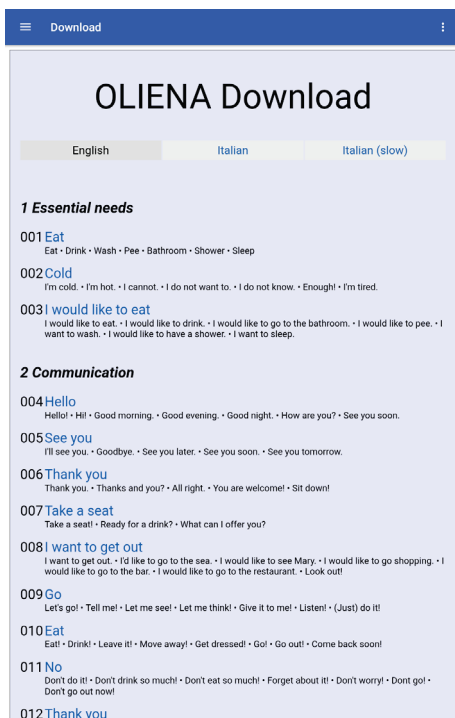 Download
OLIENA Download
English
Italian
Italian (slow)
1 Essential needs
001 Eat
Eat • Drink • Wash • Pee • Bathroom • Shower • Sleep
002 Cold
I'm cold. • I'm hot. • I cannot. • I do not want to. • I do not know. • Enough! • I'm tired.
003 I would like to eat
I would like to eat. • I would like to drink. • I would like to go to the bathroom. • I would like to pee. • I
want to wash. • I would like to have a shower. • I want to sleep.
2 Communication
004 Hello
Hello! • Hi! • Good morning. • Good evening. • Good night. • How are you? • See you soon.
005 See you
I'll see you. • Goodbye. • See you later. • See you soon. • See you tomorrow.
006 Thank you
Thank you. • Thanks and you? • All right. • You are welcome! • Sit down!
007 Take a seat
Take a seat! • Ready for a drink? • What can I offer you?
008 I want to get out
I want to get out. • I'd like to go to the sea. • I would like to see Mary. • I would like to go shopping. • I
would like to go to the bar. • I would like to go to the restaurant. • Look out!
009 Go
Let's go! • Tell me! • Let me see! • Let me think! • Give it to me! • Listen! • (Just) do it!
010 Eat
Eat! • Drink! • Leave it! • Move away! • Get dressed! • Go! • Go out! • Come back soon!
011 No
Don't do it! • Don't drink so much! • Don't eat so much! • Forget about it! • Don't worry! • Dont go! •
Don't go out now!
012 Thank you